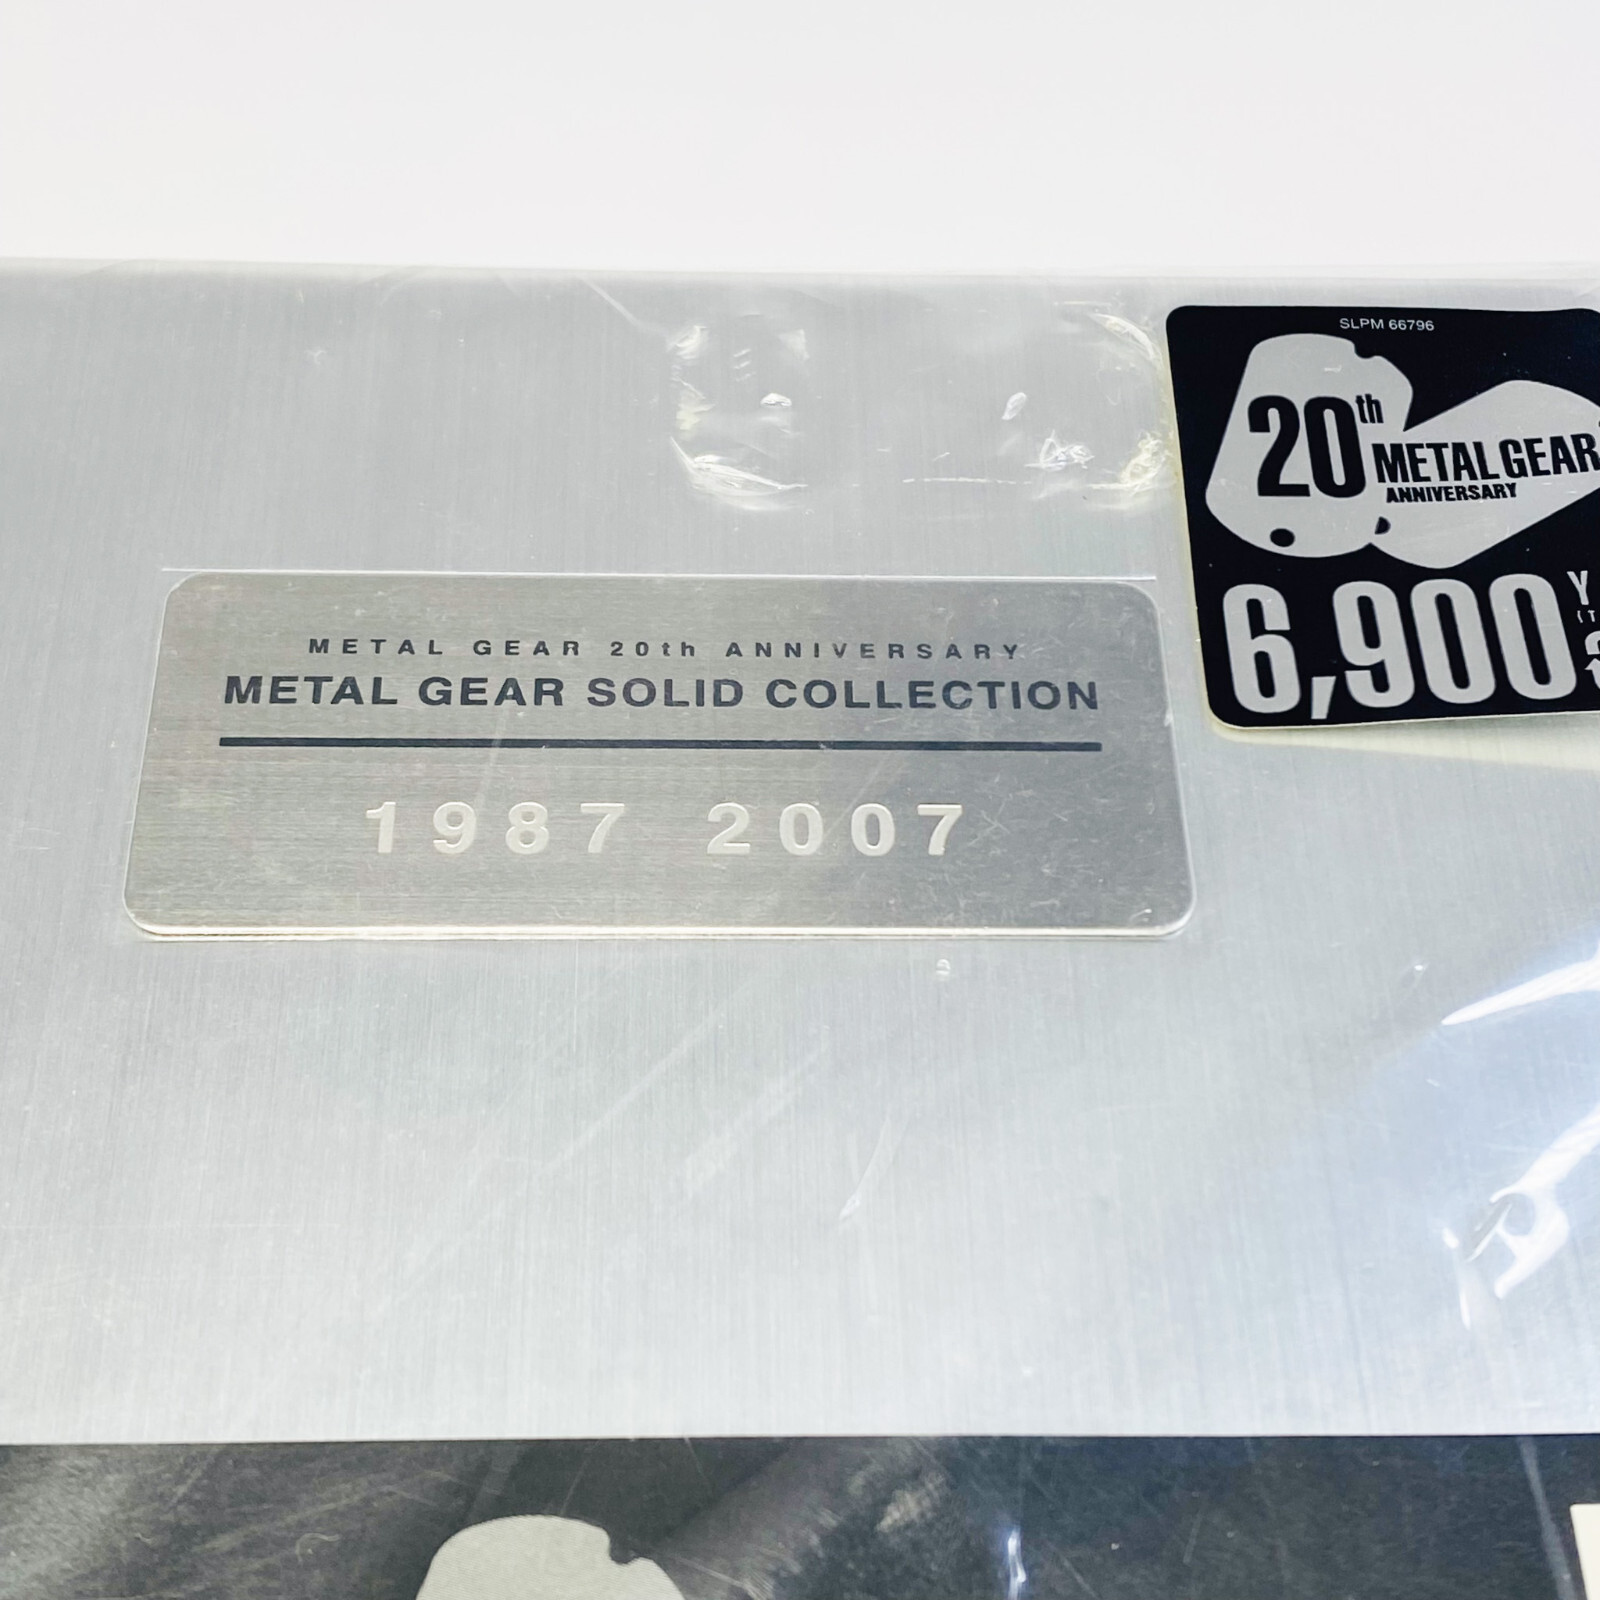 METAL GEAR 20th ANNIVERSARY
METAL GEAR SOLID COLLECTION
1987 2007
SLPM 66796
20th
METAL GEAR
ANNIVERSARY
6,900